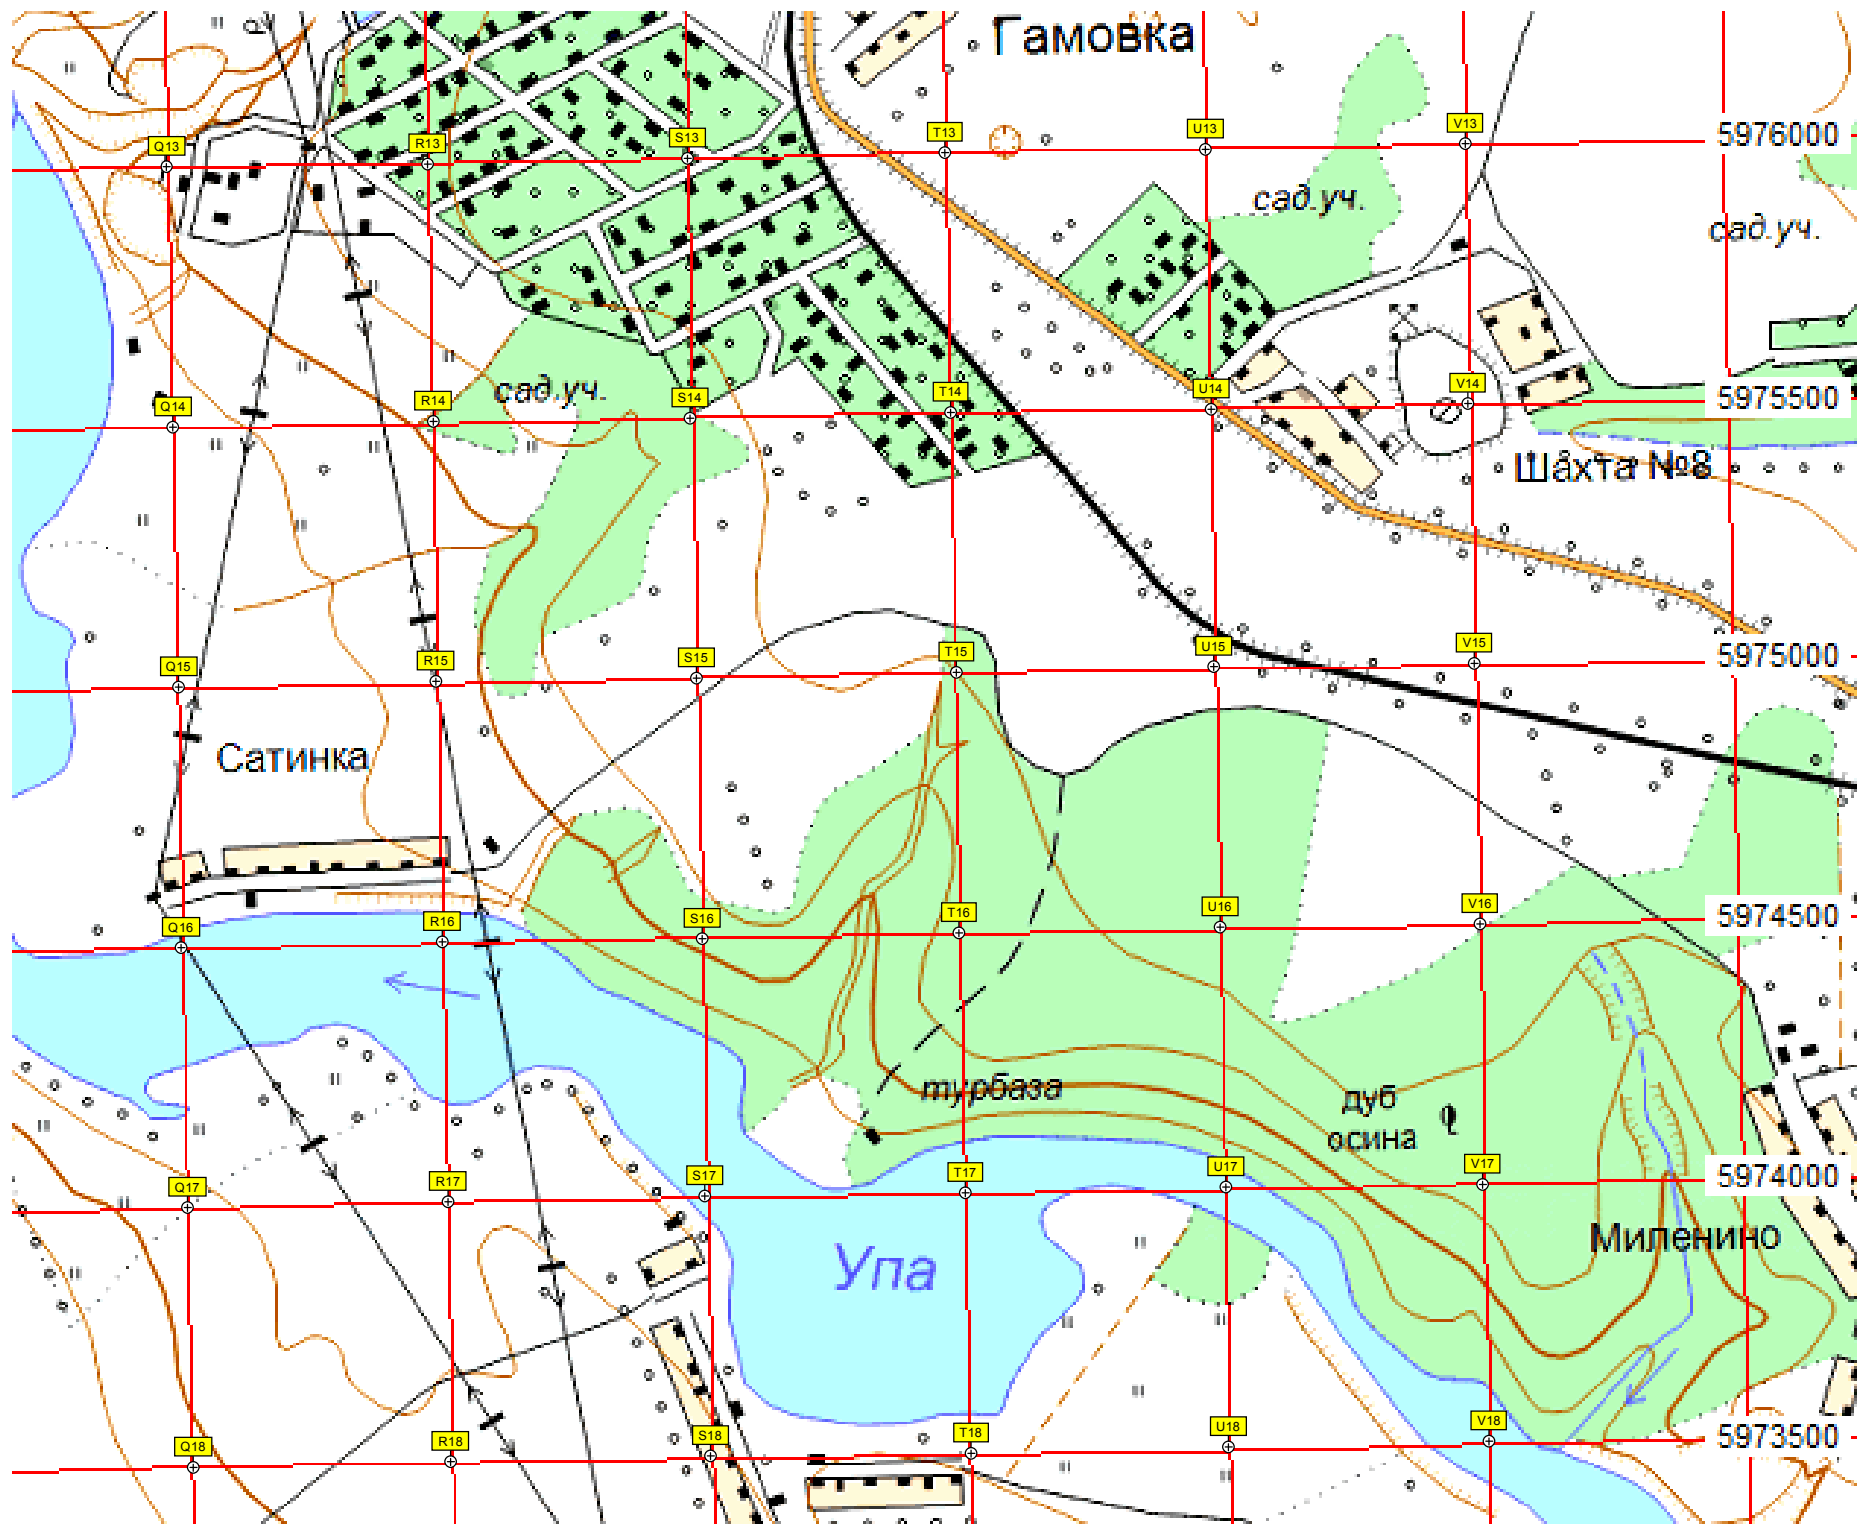 Гамовка
Q13
R13
S13
T13
U13
V13
5976000
сад.уч.
сад.уч.
сад.уч.
Q14
R14
S14
T14
U14
V14
5975500
Шахта №8
Q15
R15
S15
T15
U15
V15
5975000
Сатинка
Q16
R16
S16
T16
U16
V16
5974500
турбаза
дуб
осина
Q17
R17
S17
T17
U17
V17
5974000
Миленино
Упа
Q18
R18
S18
T18
U18
V18
5973500